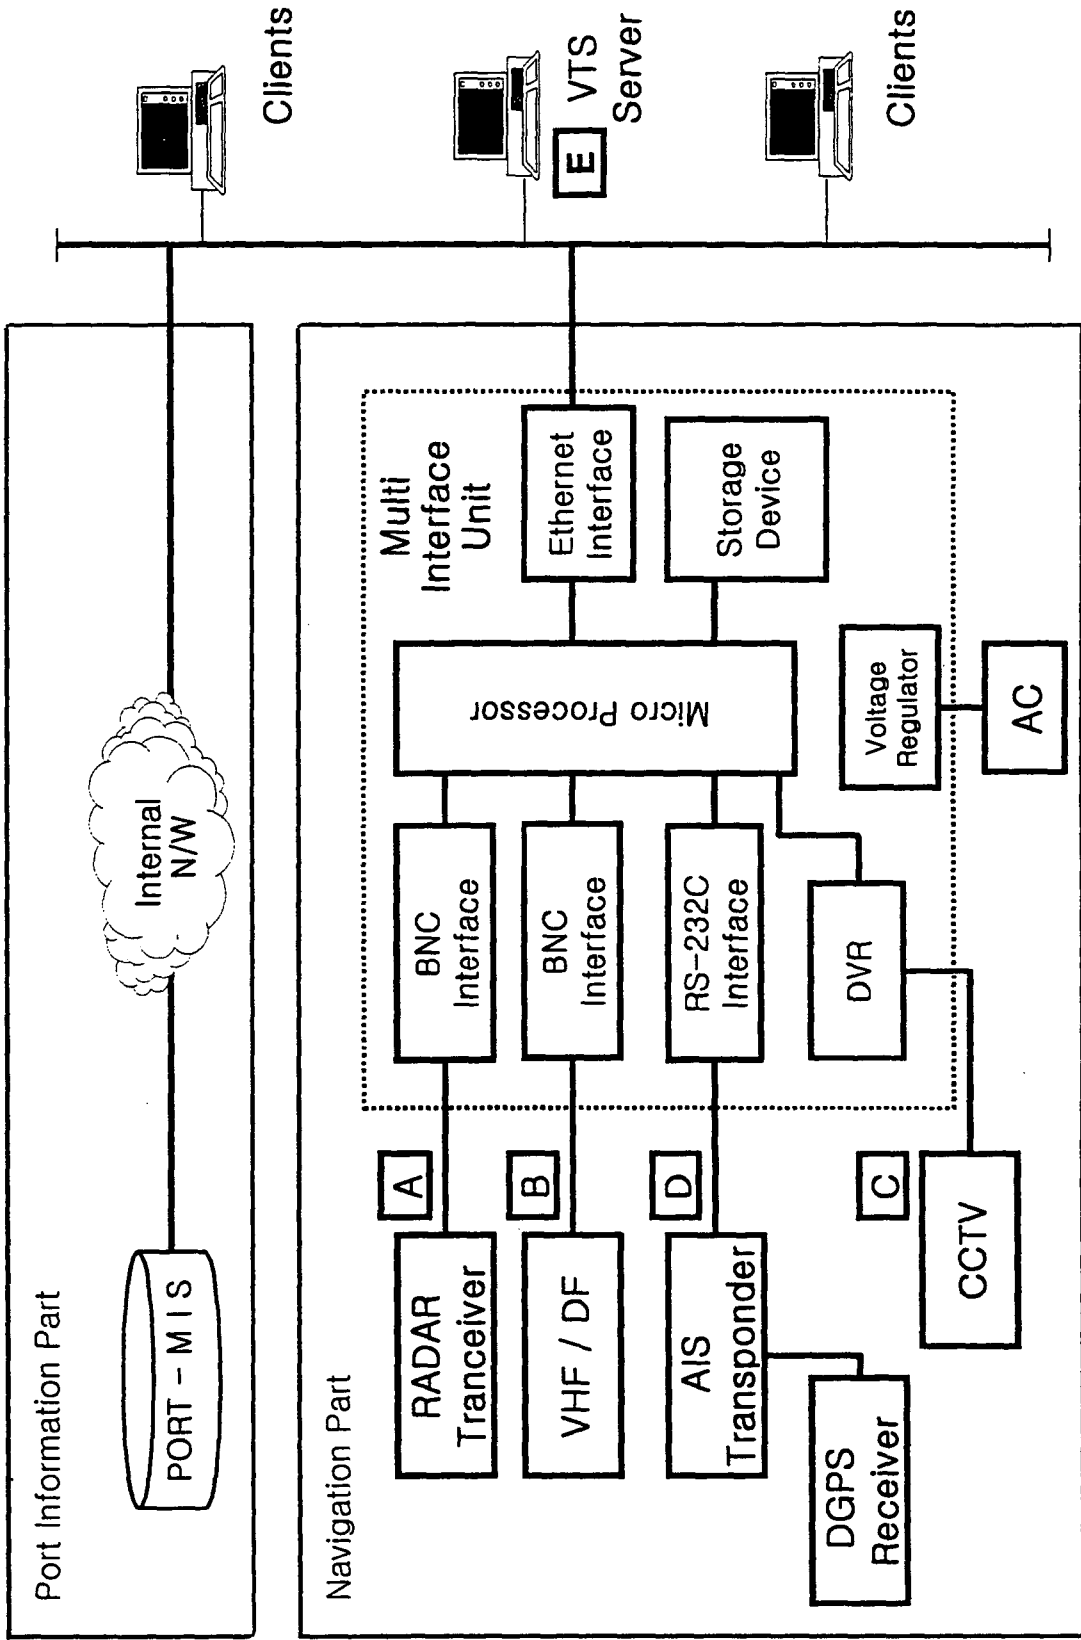 Port Information Part
PORT - MIS
Internal
N/W
Clients
Navigation Part
RADAR
Tranceiver
A
BNC
Interface
Multi
Interface
Unit
VHF / DF
B
BNC
Interface
Micro Processor
Ethernet
Interface
E
VTS
Server
AIS
Transponder
D
RS-232C
Interface
Storage
Device
DGPS
Receiver
C
DVR
Voltage
Regulator
CCTV
AC
Clients